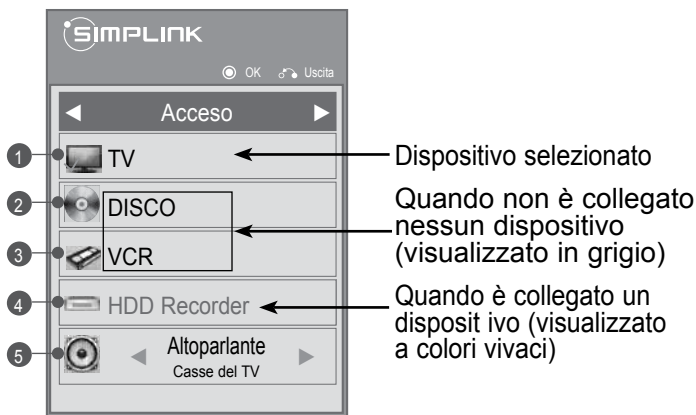 SIMPLINK
OK Uscita
Acceso
1 TV
Dispositivo selezionato
2 DISCO
3 VCR
Quando non è collegato
nessun dispositivo
(visualizzato in grigio)
4 HDD Recorder
Quando è collegato un
disposit ivo (visualizzato
a colori vivaci)
5 Altoparlante
Casse del TV